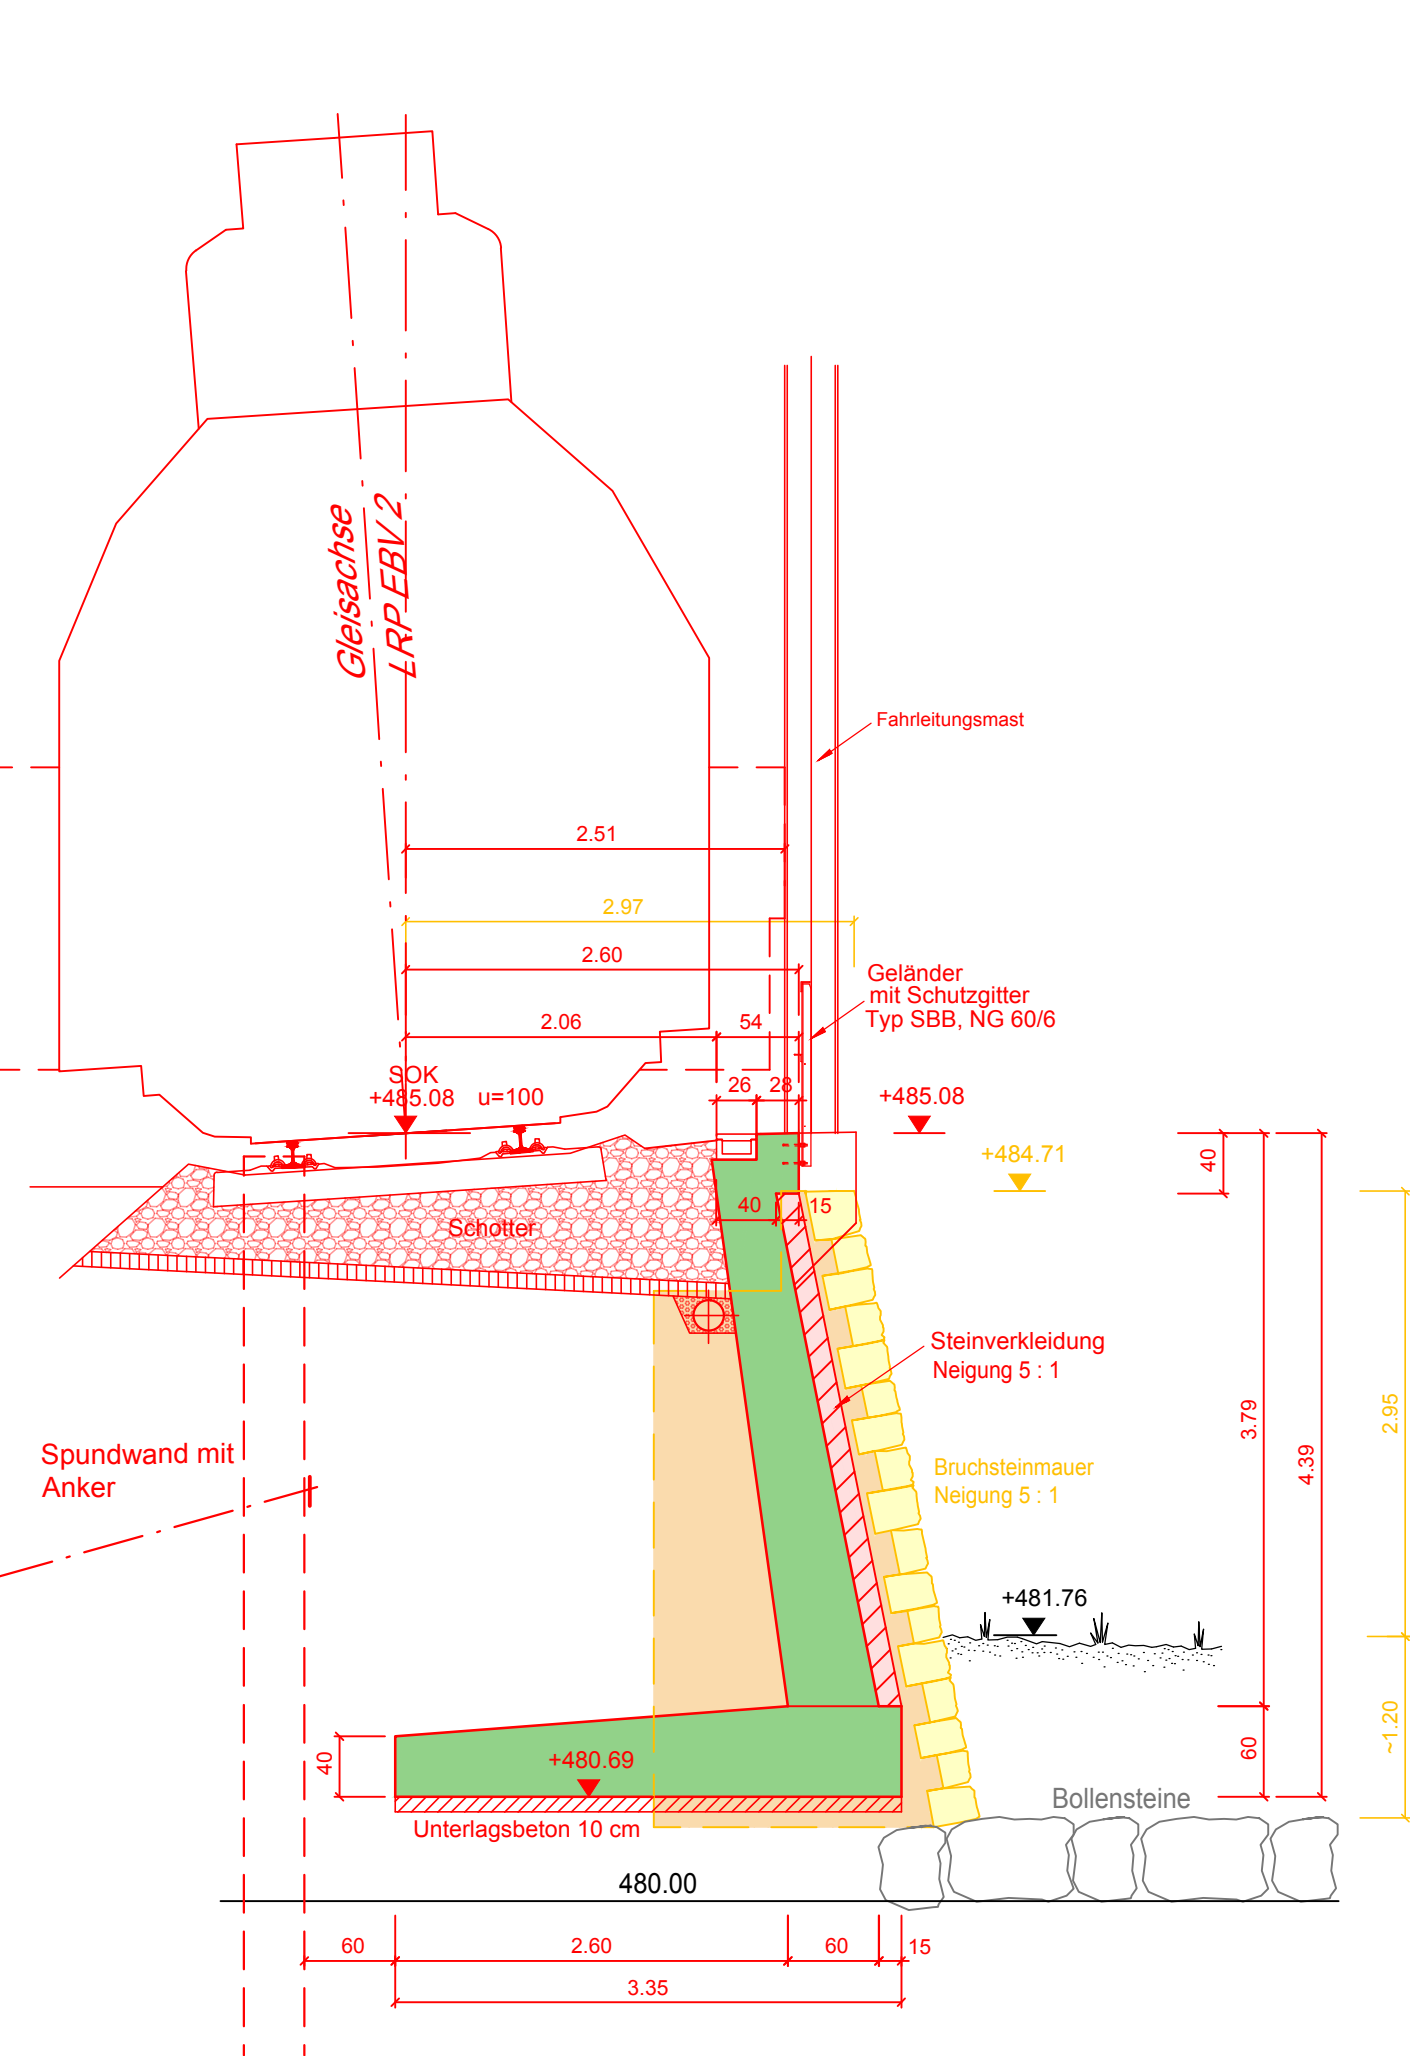 Gleisachse
LRP EBV 2
Fahrleitungsmast
2.51
2.97
2.60
Geländer
mit Schutzgitter
Typ SBB, NG 60/6
2.06
54
SOK
+485.08
u=100
26
28
+485.08
+484.71
40
40
15
Schotter
Steinverkleidung
Neigung 5 : 1
3.79
2.95
4.39
Spundwand mit
Anker
Bruchsteinmauer
Neigung 5 : 1
+481.76
40
+480.69
60
~1.20
Bollensteine
Unterlagsbeton 10 cm
480.00
60
2.60
60
15
3.35